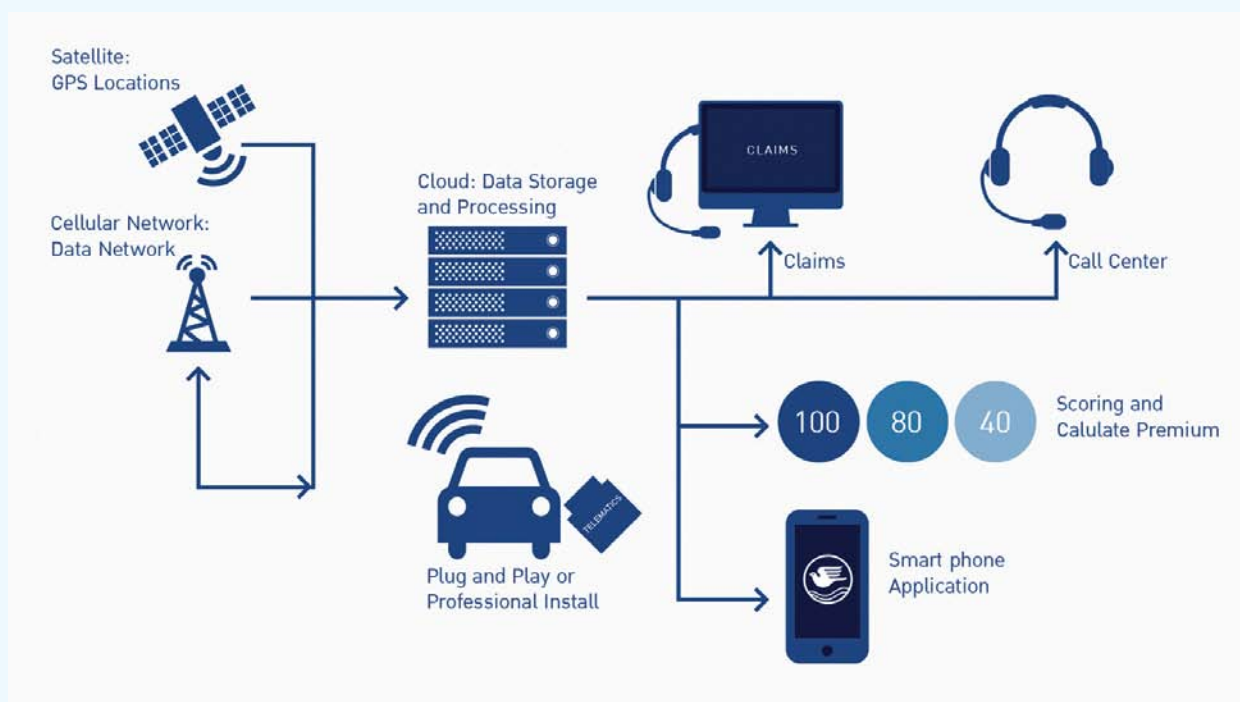 Satellite:
GPS Locations
Cellular Network:
Data Network
Cloud: Data Storage
and Processing
CLAIMS
Claims
Call Center
100
80
40
Scoring and
Calulate Premium
TELEMATICS
Plug and Play or
Professional Install
Smart phone
Application